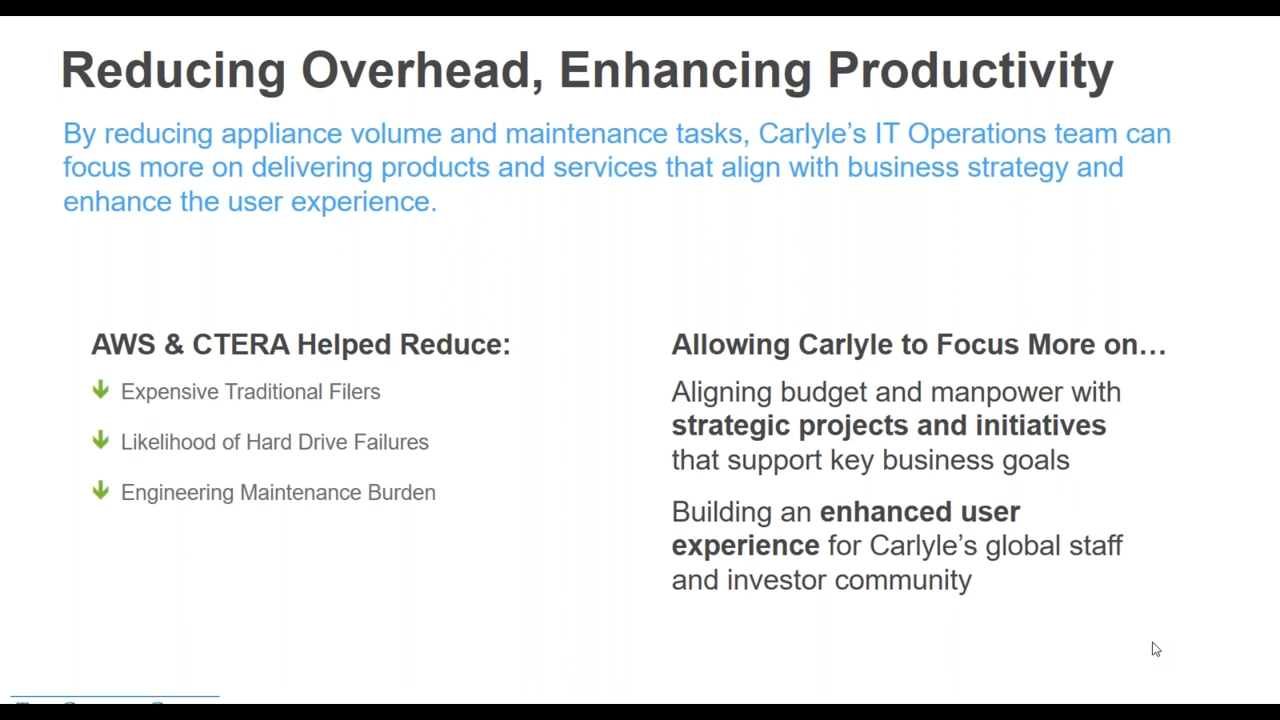 Reducing Overhead, Enhancing Productivity
By reducing appliance volume and maintenance tasks, Carlyle's IT Operations team can
focus more on delivering products and services that align with business strategy and
enhance the user experience.
AWS & CTERA Helped Reduce:
Expensive Traditional Filers
Likelihood of Hard Drive Failures
Engineering Maintenance Burden
Allowing Carlyle to Focus More on…
Aligning budget and manpower with
strategic projects and initiatives
that support key business goals
Building an enhanced user
experience for Carlyle's global staff
and investor community